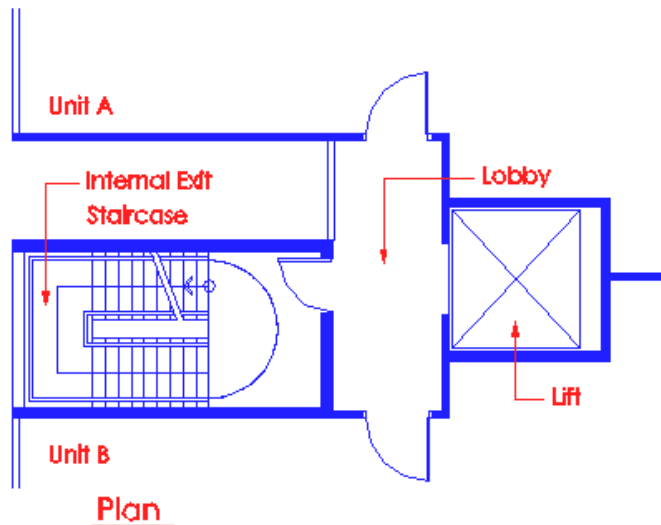 Unit A
Internal Exit
Staircase
Lobby
Lift
Unit B
Plan